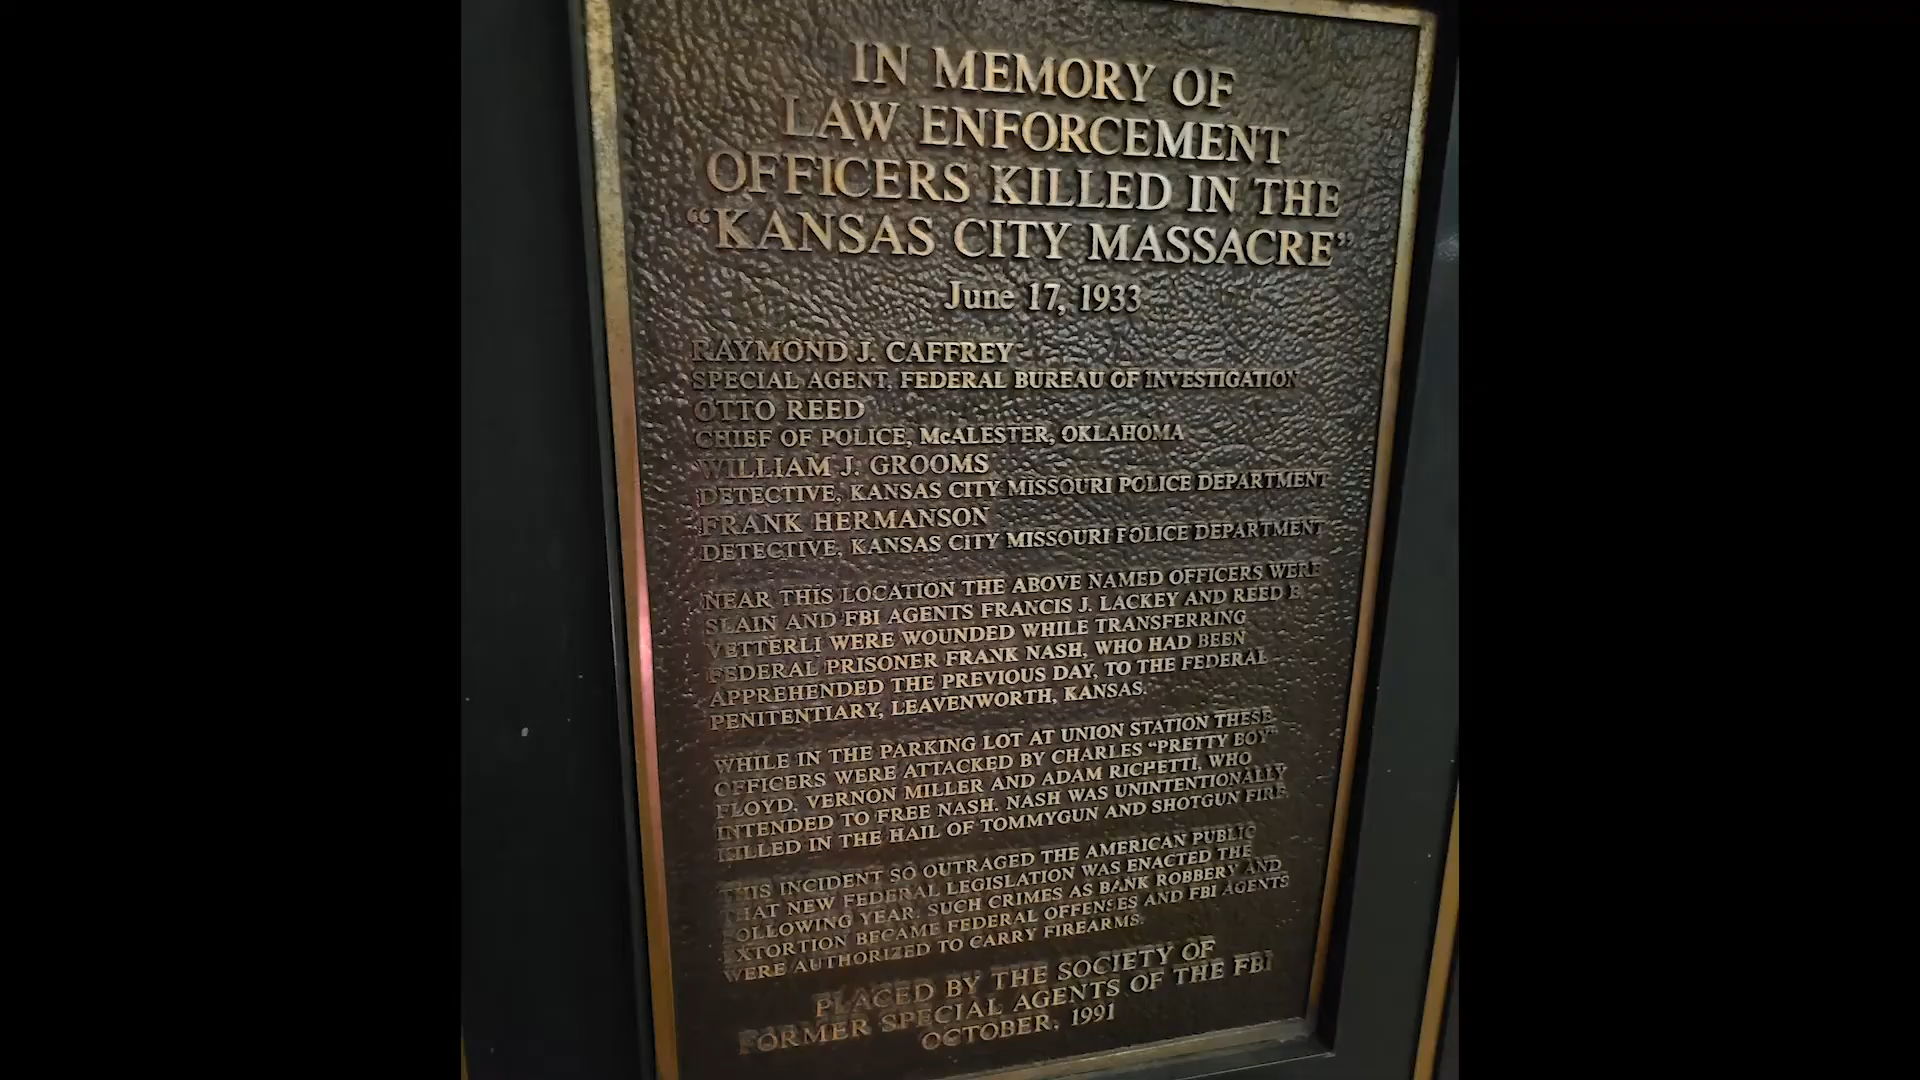 IN MEMORY OF
LAW ENFORCEMENT
OFFICERS KILLED IN THE
“KANSAS CITY MASSACRE”
June 17, 1933
RAYMOND J. CAFFREY
SPECIAL AGENT, FEDERAL BUREAU OF INVESTIGATION
OTTO REED
CHIEF OF POLICE, McALESTER, OKLAHOMA
WILLIAM J. GROOMS
DETECTIVE, KANSAS CITY MISSOURI POLICE DEPARTMENT
FRANK HERMANSON
DETECTIVE, KANSAS CITY MISSOURI POLICE DEPARTMENT
NEAR THIS LOCATION THE ABOVE NAMED OFFICERS WERE
SLAIN AND FBI AGENTS FRANCIS J. LACKEY AND REED E.
VETTERLI WERE WOUNDED WHILE TRANSFERRING
FEDERAL PRISONER FRANK NASH, WHO HAD BEEN
APPREHENDED THE PREVIOUS DAY, TO THE FEDERAL
PENITENTIARY, LEAVENWORTH, KANSAS.
WHILE IN THE PARKING LOT AT UNION STATION THESE
OFFICERS WERE ATTACKED BY CHARLES “PRETTY BOY”
FLOYD, VERNON MILLER AND ADAM RICHETTI, WHO
INTENDED TO FREE NASH. NASH WAS UNINTENTIONALLY
KILLED IN THE HAIL OF TOMMYGUN AND SHOTGUN FIRE.
THIS INCIDENT SO OUTRAGED THE AMERICAN PUBLIC
THAT NEW FEDERAL LEGISLATION WAS ENACTED THE
FOLLOWING YEAR. SUCH CRIMES AS BANK ROBBERY AND
EXTORTION BECAME FEDERAL OFFENSES AND FBI AGENTS
WERE AUTHORIZED TO CARRY FIREARMS.
PLACED BY THE SOCIETY OF
FORMER SPECIAL AGENTS OF THE FBI
OCTOBER, 1991